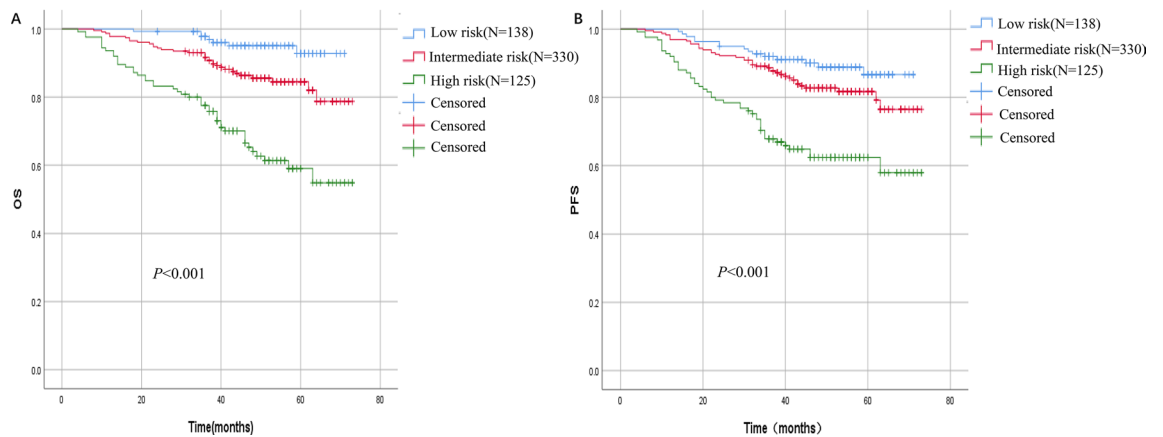 A
OS
1.0
0.8
0.6
0.4
0.2
0.0
P<0.001
0 20 40 60 80
Time(months)
Low risk(N=138)
Intermediate risk(N=330)
High risk(N=125)
Censored
Censored
Censored
B
PFS
1.0
0.8
0.6
0.4
0.2
0.0
P<0.001
0 20 40 60 80
Time（months）
Low risk(N=138)
Intermediate risk(N=330)
High risk(N=125)
Censored
Censored
Censored